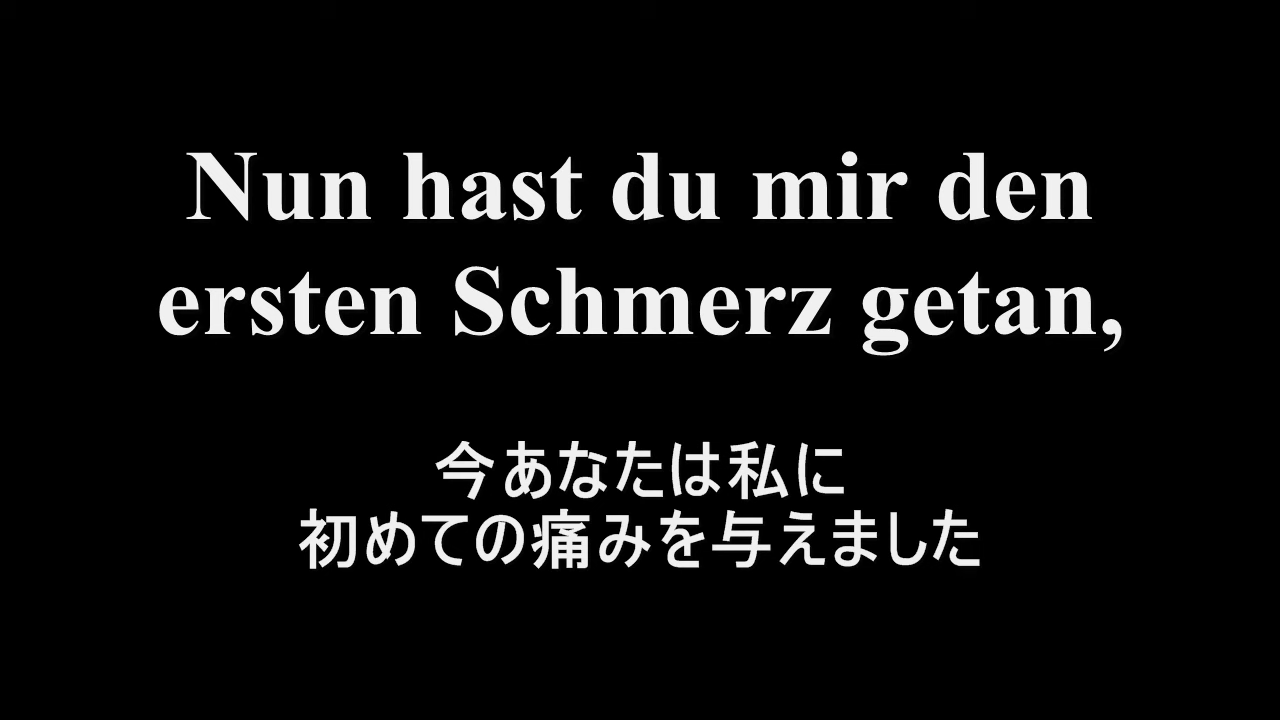 Nun hast du mir den
ersten Schmerz getan,
今あなたは私に
初めての痛みを与えました